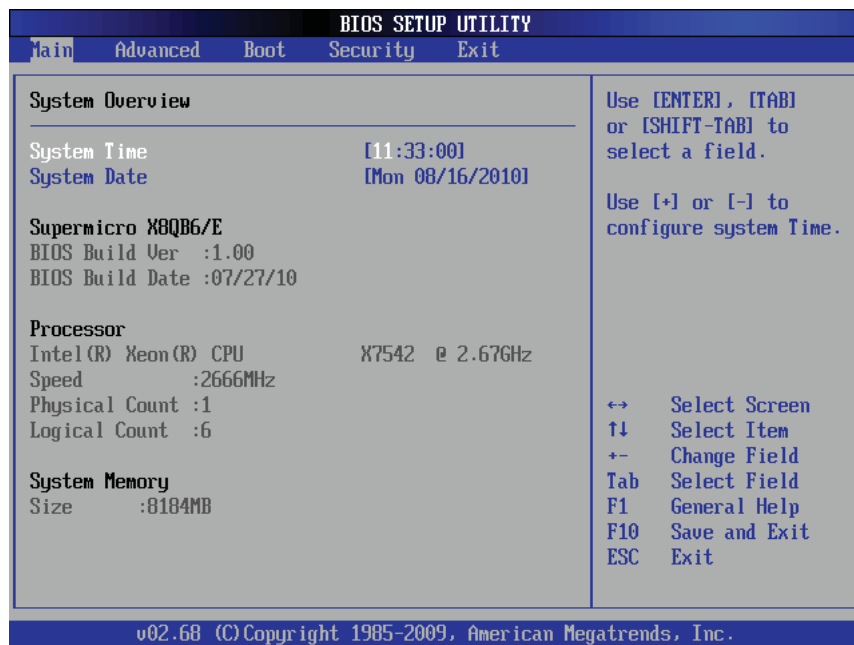 BIOS SETUP UTILITY
Main Advanced Boot Security Exit
System Overview
System Time [11:33:00]
System Date [Mon 08/16/2010]
Supermicro X8QB6/E
BIOS Build Ver :1.00
BIOS Build Date :07/27/10
Processor
Intel(R) Xeon(R) CPU X7542 @ 2.67GHz
Speed :2666MHz
Physical Count :1
Logical Count :6
System Memory
Size :8184MB
Use [ENTER], [TAB]
or [SHIFT-TAB] to
select a field.
Use [+] or [-] to
configure system Time.
↔ Select Screen
↑↓ Select Item
+- Change Field
Tab Select Field
F1 General Help
F10 Save and Exit
ESC Exit
v02.68 (C)Copyright 1985-2009, American Megatrends, Inc.